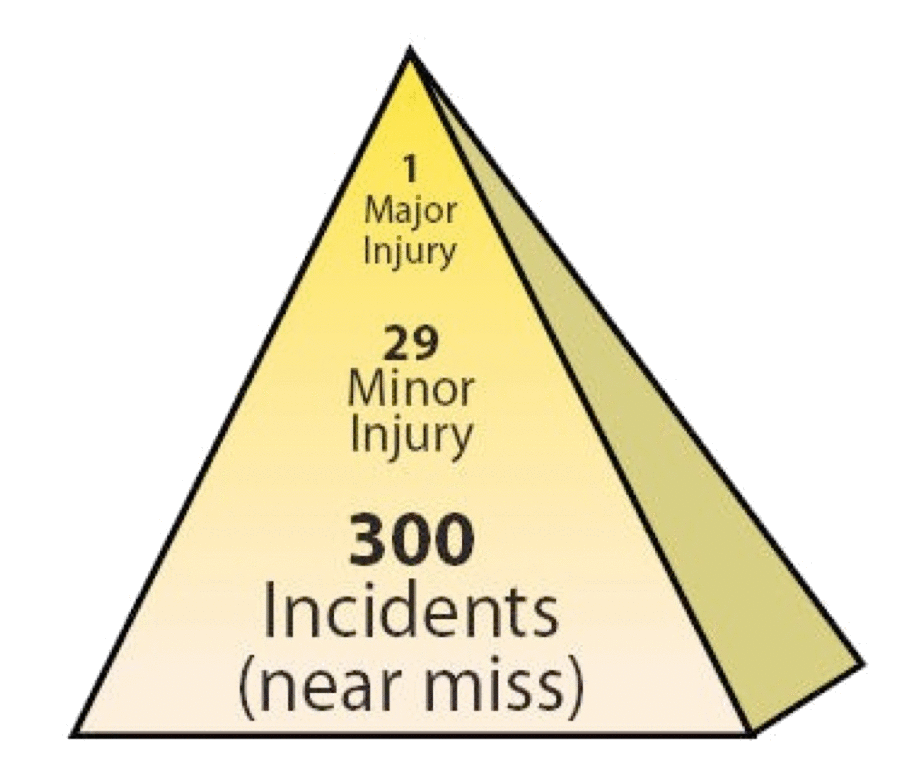 1
Major
Injury
29
Minor
Injury
300
Incidents
(near miss)